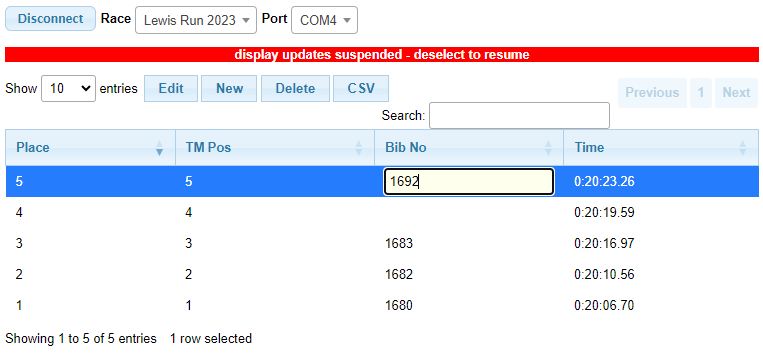 Disconnect Race Lewis Run 2023 Port COM4
display updates suspended - deselect to resume
Show 10 entries Edit New Delete CSV Previous 1 Next
Search:
Place TM Pos Bib No Time
5 5 1692 0:20:23.26
4 4 0:20:19.59
3 3 1683 0:20:16.97
2 2 1682 0:20:10.56
1 1 1680 0:20:06.70
Showing 1 to 5 of 5 entries 1 row selected